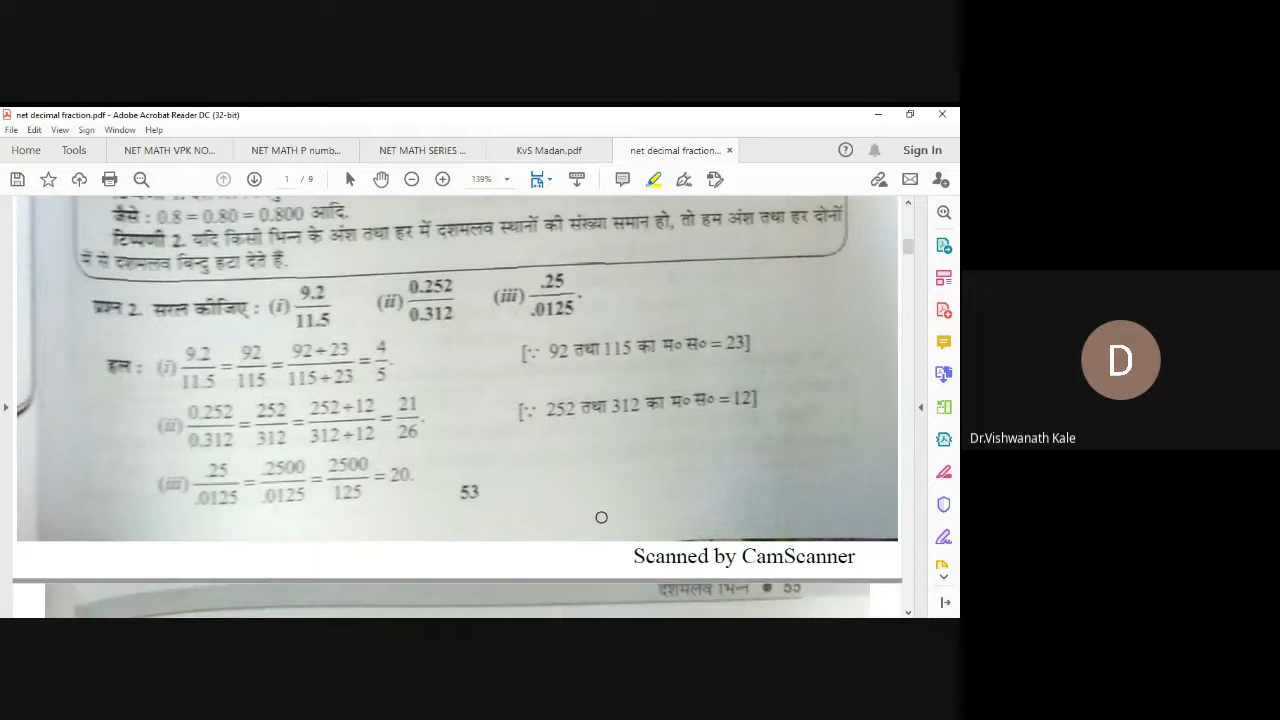 net decimal fraction.pdf - Adobe Acrobat Reader DC (32-bit)
File Edit View Sign Window Help
Home Tools NET MATH VPK NO... NET MATH P numb... NET MATH SERIES ... KvS Madan.pdf net decimal fraction... × Sign In
1 / 9 139%
जैसे : 0.8 = 0.80 = 0.800 आदि.
टिप्पणी 2. यदि किसी भिन्न के अंश तथा हर में दशमलव स्थानों की संख्या समान हो, तो हम अंश तथा हर दोनों
में से दशमलव बिन्दु हटा देते हैं.
प्रश्न 2. सरल कीजिए : (i) 9.2/11.5 (ii) 0.252/0.312 (iii) .25/.0125.
हल : (i) 9.2/11.5 = 92/115 = 92÷23/115÷23 = 4/5. [∵ 92 तथा 115 का म० स० = 23]
(ii) 0.252/0.312 = 252/312 = 252÷12/312÷12 = 21/26. [∵ 252 तथा 312 का म० स० = 12]
(iii) .25/.0125 = .2500/.0125 = 2500/125 = 20.
53
Scanned by CamScanner
दशमलव भिन्न ● 55
D
Dr.Vishwanath Kale